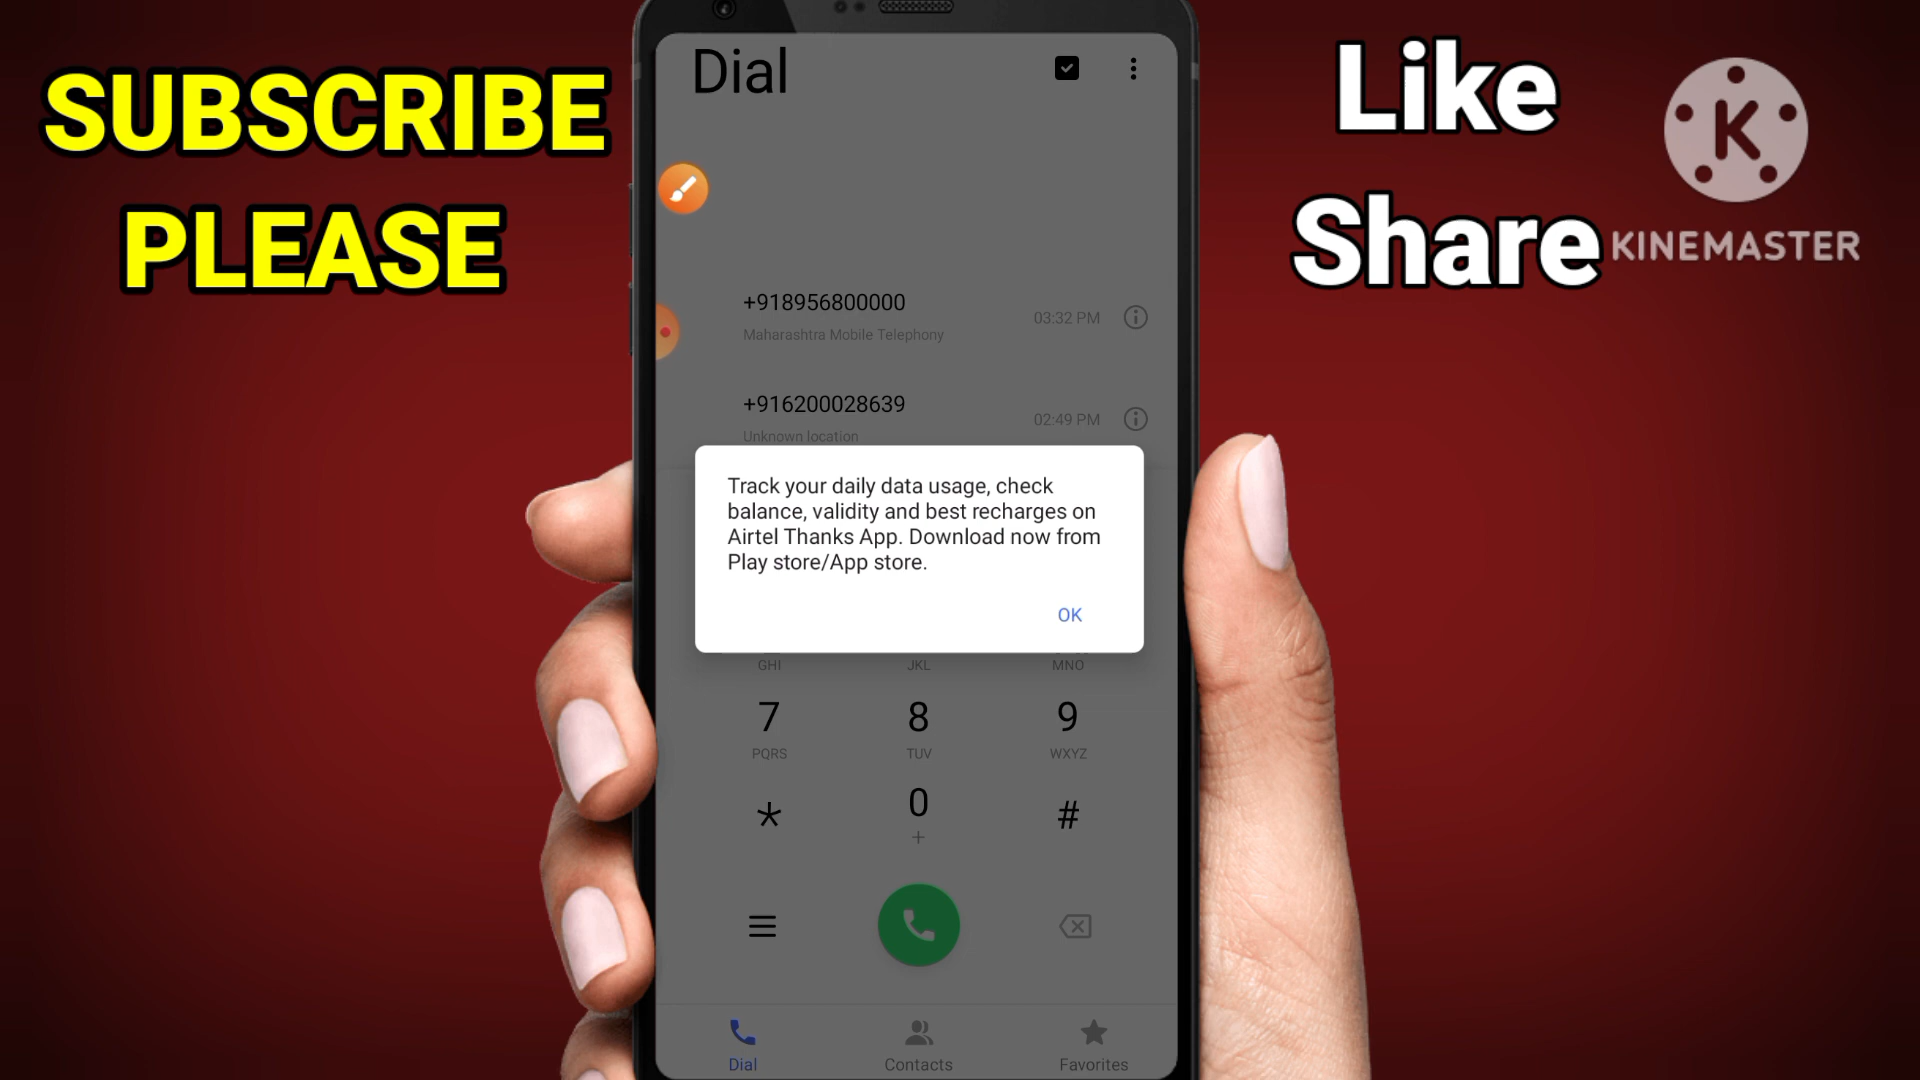 SUBSCRIBE
PLEASE
Like
Share
K
KINEMASTER
Dial
+918956800000
Maharashtra Mobile Telephony
03:32 PM
+916200028639
Unknown location
02:49 PM
Track your daily data usage, check
balance, validity and best recharges on
Airtel Thanks App. Download now from
Play store/App store.
OK
GHI JKL MNO
7 8 9
PQRS TUV WXYZ
* 0 #
+
Dial Contacts Favorites